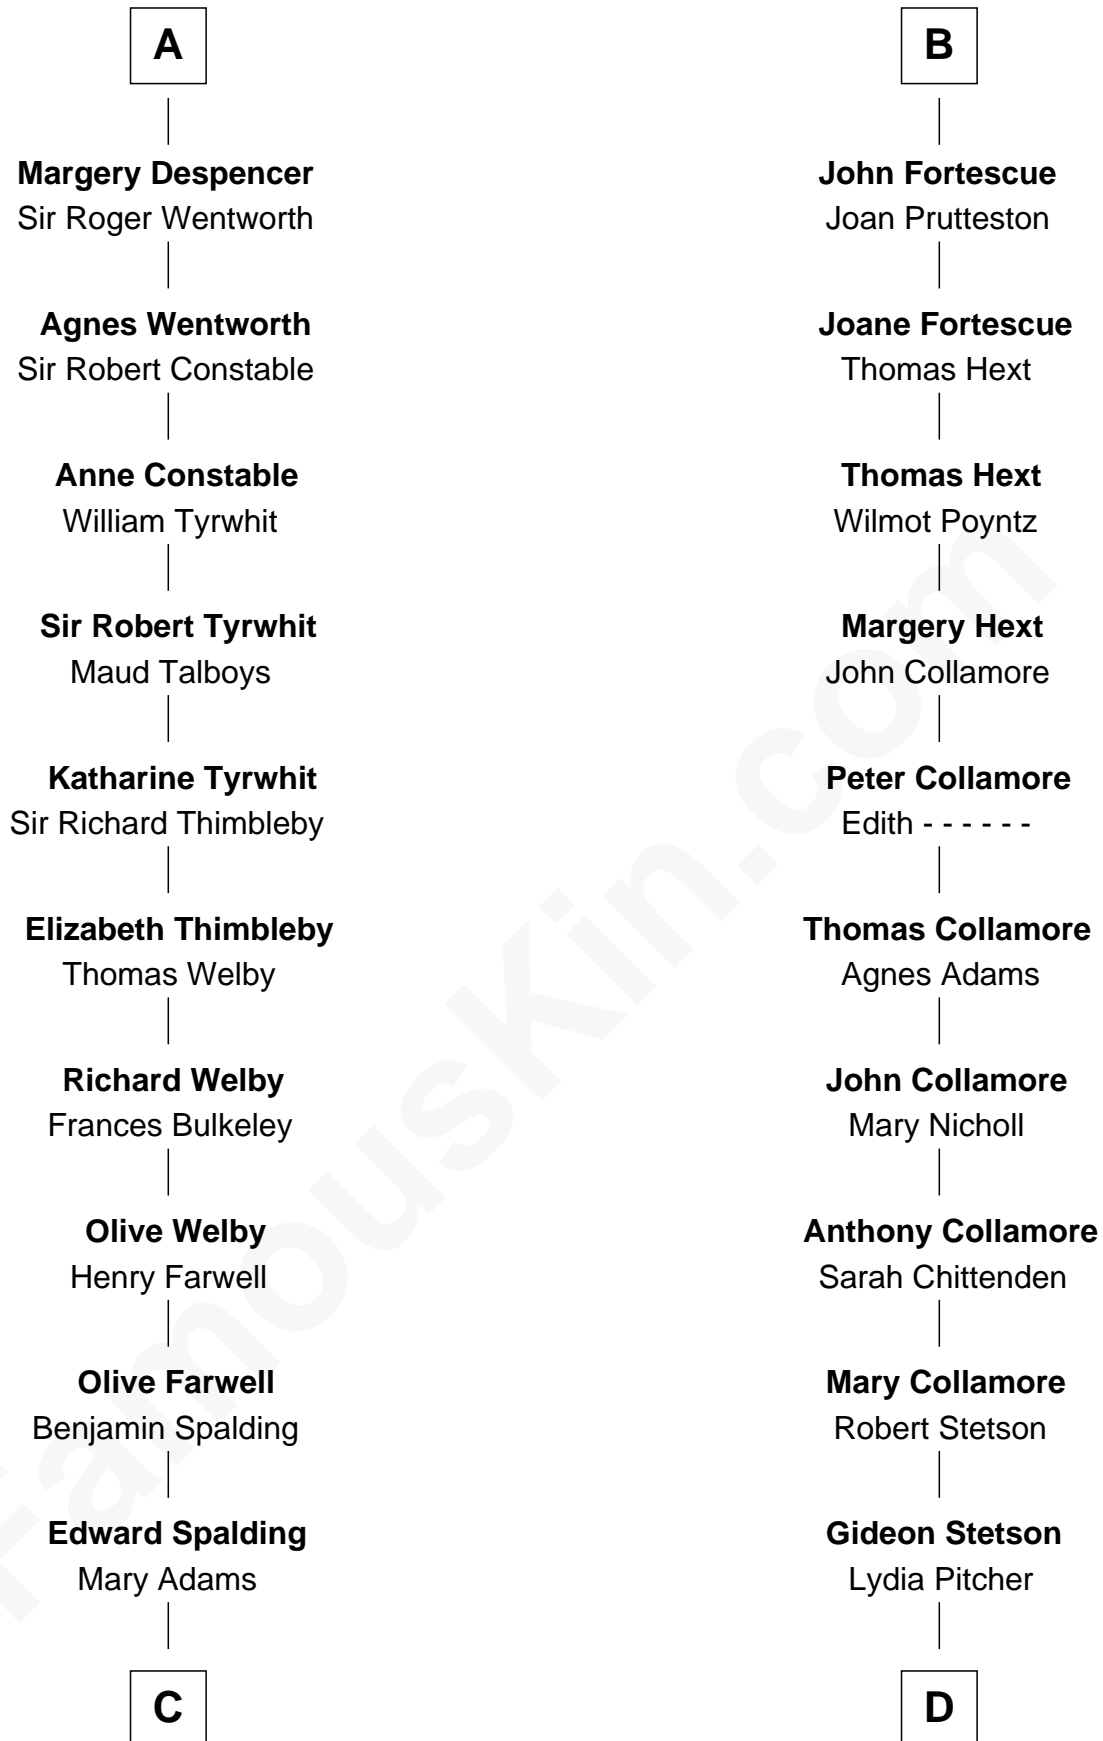 A
Margery Despencer
Sir Roger Wentworth
Agnes Wentworth
Sir Robert Constable
Anne Constable
William Tyrwhit
Sir Robert Tyrwhit
Maud Talboys
Katharine Tyrwhit
Sir Richard Thimbleby
Elizabeth Thimbleby
Thomas Welby
Richard Welby
Frances Bulkeley
Olive Welby
Henry Farwell
Olive Farwell
Benjamin Spalding
Edward Spalding
Mary Adams
C
B
John Fortescue
Joan Prutteston
Joane Fortescue
Thomas Hext
Thomas Hext
Wilmot Poyntz
Margery Hext
John Collamore
Peter Collamore
Edith - - - - - -
Thomas Collamore
Agnes Adams
John Collamore
Mary Nicholl
Anthony Collamore
Sarah Chittenden
Mary Collamore
Robert Stetson
Gideon Stetson
Lydia Pitcher
D
FamousKin.com